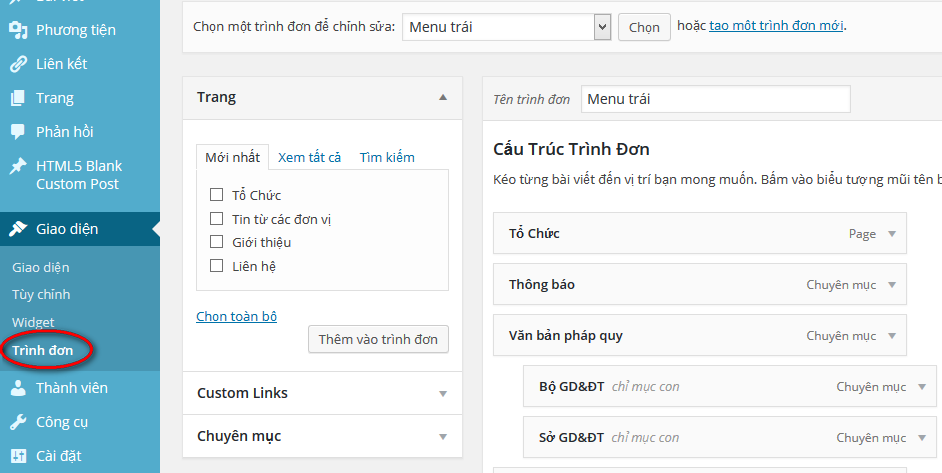 Phương tiện
Liên kết
Trang
Phản hồi
HTML5 Blank
Custom Post
Giao diện
Giao diện
Tùy chỉnh
Widget
Trình đơn
Thành viên
Công cụ
Cài đặt
Chọn một trình đơn để chỉnh sửa: Menu trái Chọn hoặc tạo một trình đơn mới.
Trang
Mới nhất Xem tất cả Tìm kiếm
Tổ Chức
Tin từ các đơn vị
Giới thiệu
Liên hệ
Chọn toàn bộ
Thêm vào trình đơn
Custom Links
Chuyên mục
Tên trình đơn Menu trái
Cấu Trúc Trình Đơn
Kéo từng bài viết đến vị trí bạn mong muốn. Bấm vào biểu tượng mũi tên b
Tổ Chức Page
Thông báo Chuyên mục
Văn bản pháp quy Chuyên mục
Bộ GD&ĐT chỉ mục con Chuyên mục
Sở GD&ĐT chỉ mục con Chuyên mục